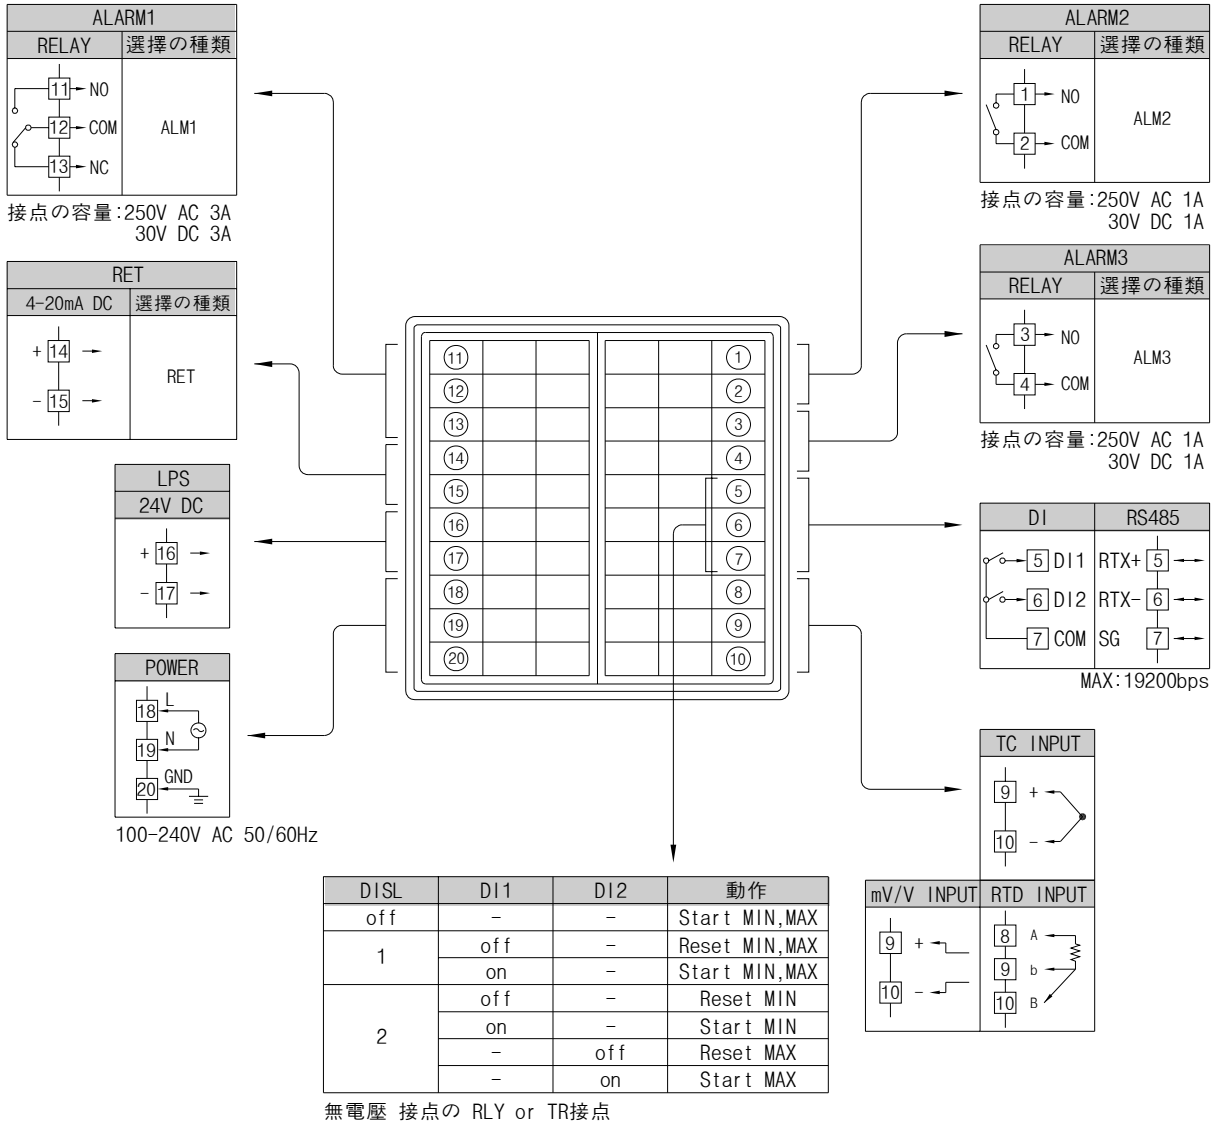 ALARM1
RELAY 選擇の種類
11 NO
12 COM
13 NC
ALM1
接点の容量:250V AC 3A
30V DC 3A
RET
4-20mA DC 選擇の種類
+ 14
- 15
RET
LPS
24V DC
+ 16
- 17
POWER
18 L
19 N
20 GND
100-240V AC 50/60Hz
⑪ ①
⑫ ②
⑬ ③
⑭ ④
⑮ ⑤
⑯ ⑥
⑰ ⑦
⑱ ⑧
⑲ ⑨
⑳ ⑩
ALARM2
RELAY 選擇の種類
1 NO
2 COM
ALM2
接点の容量:250V AC 1A
30V DC 1A
ALARM3
RELAY 選擇の種類
3 NO
4 COM
ALM3
接点の容量:250V AC 1A
30V DC 1A
DI RS485
5 DI1 RTX+ 5
6 DI2 RTX- 6
7 COM SG 7
MAX:19200bps
TC INPUT
9 +
10 -
mV/V INPUT RTD INPUT
9 + 8 A
9 b
10 - 10 B
DISL DI1 DI2 動作
off - - Start MIN,MAX
1 off - Reset MIN,MAX
on - Start MIN,MAX
2 off - Reset MIN
on - Start MIN
- off Reset MAX
- on Start MAX
無電壓 接点の RLY or TR接点